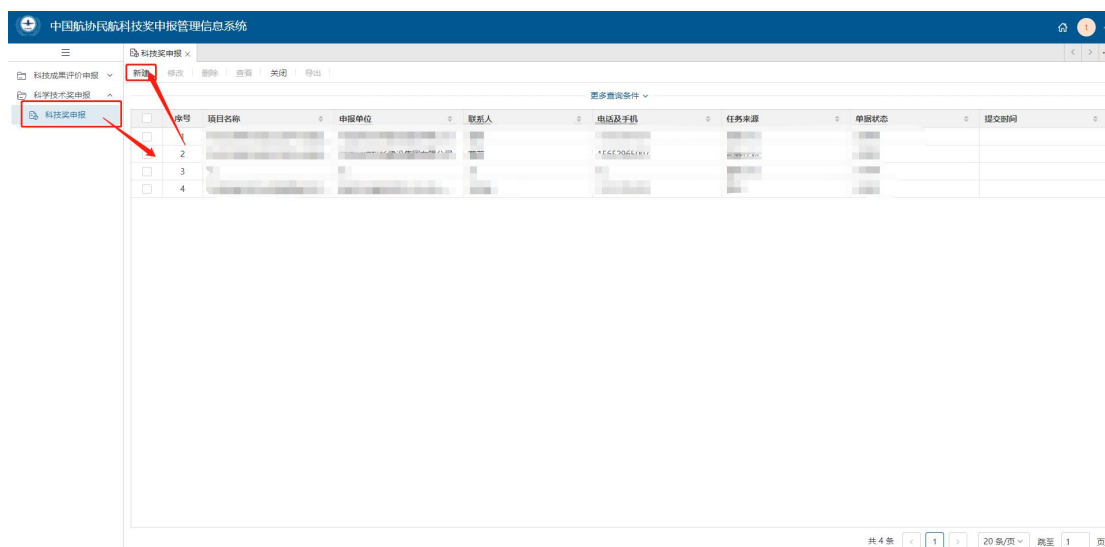 中国航协民航科技奖申报管理信息系统
科技奖申报 ×
科技成果评价申报
新建 修改 删除 查看 关闭 导出
科学技术奖申报
更多查询条件
科技奖申报
序号 项目名称 申报单位 联系人 电话及手机 任务来源 单据状态 提交时间
1
2
3
4
共 4 条 < 1 > 20 条/页 跳至 1 页